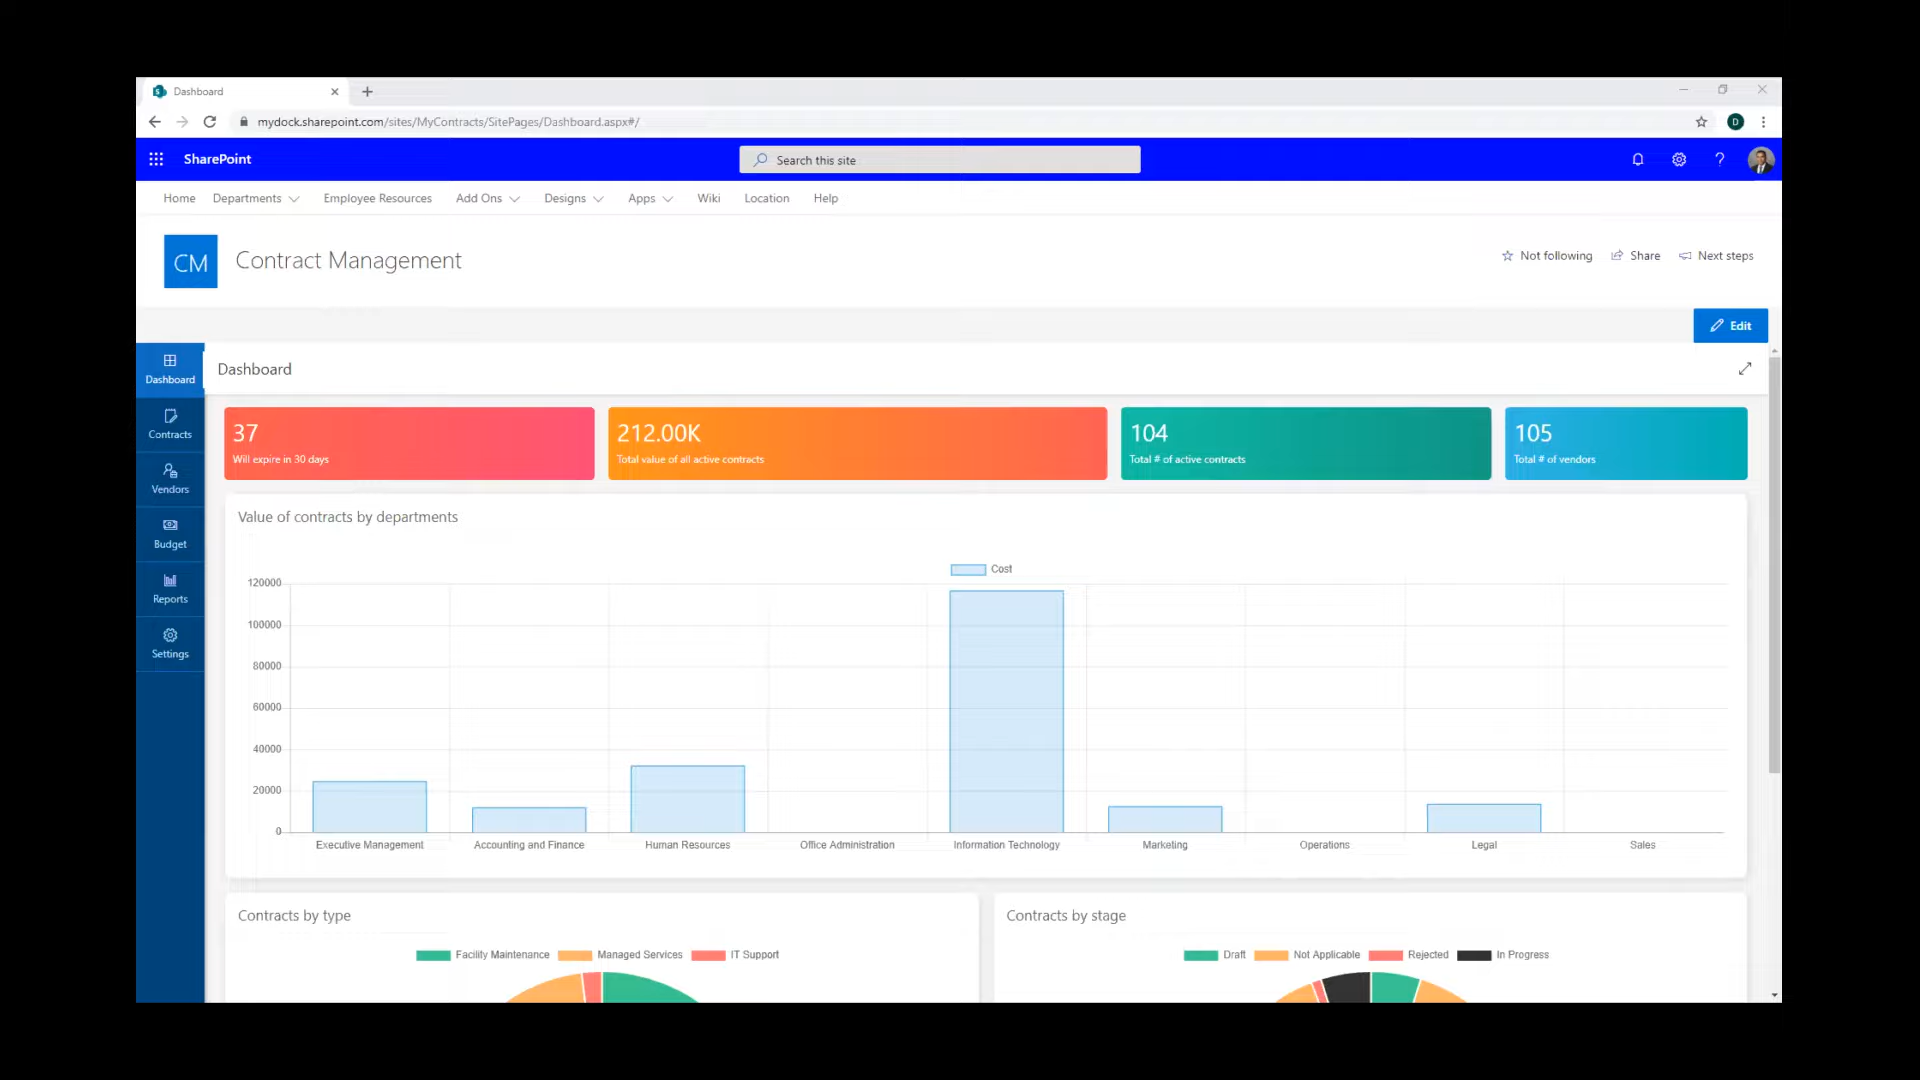 Dashboard
mydock.sharepoint.com/sites/MyContracts/SitePages/Dashboard.aspx#/
D
SharePoint
Search this site
Home Departments Employee Resources Add Ons Designs Apps Wiki Location Help
CM
Contract Management
Not following Share Next steps
Edit
Dashboard
Contracts
Vendors
Budget
Reports
Settings
Dashboard
37
Will expire in 30 days
212.00K
Total value of all active contracts
104
Total # of active contracts
105
Total # of vendors
Value of contracts by departments
Cost
120000
100000
80000
60000
40000
20000
0
Executive Management Accounting and Finance Human Resources Office Administration Information Technology Marketing Operations Legal Sales
Contracts by type
Facility Maintenance Managed Services IT Support
Contracts by stage
Draft Not Applicable Rejected In Progress